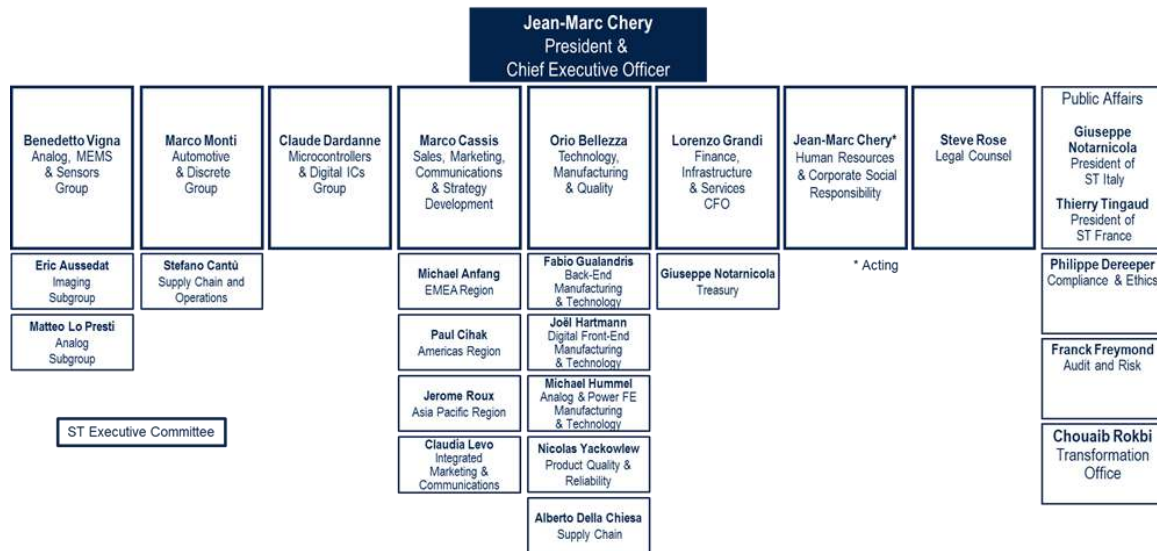 Jean-Marc Chery
President &
Chief Executive Officer
Benedetto Vigna
Analog, MEMS
& Sensors
Group
Marco Monti
Automotive
& Discrete
Group
Claude Dardanne
Microcontrollers
& Digital ICs
Group
Marco Cassis
Sales, Marketing,
Communications
& Strategy
Development
Orio Bellezza
Technology,
Manufacturing
& Quality
Lorenzo Grandi
Finance,
Infrastructure
& Services
CFO
Jean-Marc Chery*
Human Resources
& Corporate Social
Responsibility
Steve Rose
Legal Counsel
Public Affairs
Giuseppe
Notarnicola
President of
ST Italy
Thierry Tingaud
President of
ST France
Eric Aussedat
Imaging
Subgroup
Stefano Cantù
Supply Chain and
Operations
Michael Anfang
EMEA Region
Fabio Gualandris
Back-End
Manufacturing
& Technology
Giuseppe Notarnicola
Treasury
* Acting
Philippe Dereeper
Compliance & Ethics
Matteo Lo Presti
Analog
Subgroup
Paul Cihak
Americas Region
Joël Hartmann
Digital Front-End
Manufacturing
& Technology
Franck Freymond
Audit and Risk
Jerome Roux
Asia Pacific Region
Michael Hummel
Analog & Power FE
Manufacturing
& Technology
ST Executive Committee
Claudia Levo
Integrated
Marketing &
Communications
Nicolas Yackowlew
Product Quality &
Reliability
Chouaib Rokbi
Transformation
Office
Alberto Della Chiesa
Supply Chain